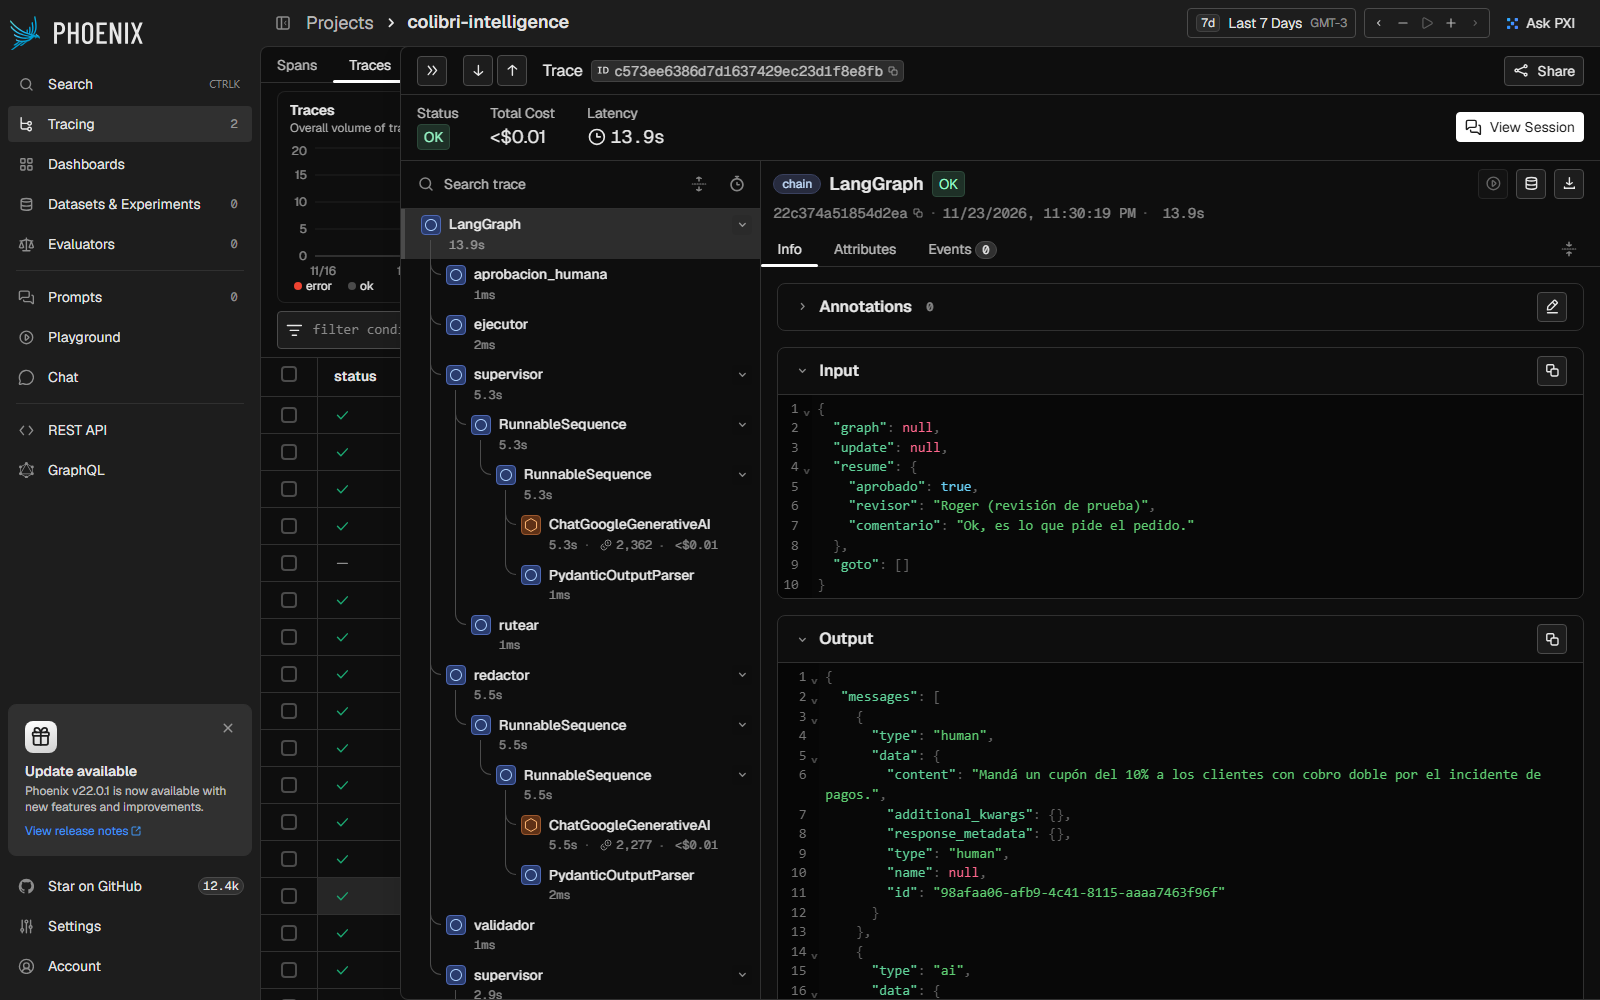 PHOENIX
Search CTRLK
Tracing 2
Dashboards
Datasets & Experiments 0
Evaluators 0
Prompts 0
Playground
Chat
REST API
GraphQL
Update available
Phoenix v22.0.1 is now available with
new features and improvements.
View release notes
Star on GitHub 12.4k
Settings
Account
Projects › colibri-intelligence
7d Last 7 Days GMT-3
Ask PXI
Spans Traces
Traces
Overall volume of tra
20
15
10
5
0
11/16 1
error ok
filter condi
status
Trace ID c573ee6386d7d1637429ec23d1f8e8fb
Share
Status Total Cost Latency
OK <$0.01 13.9s
View Session
Search trace
LangGraph
13.9s
aprobacion_humana
1ms
ejecutor
2ms
supervisor
5.3s
RunnableSequence
5.3s
RunnableSequence
5.3s
ChatGoogleGenerativeAI
5.3s · 2,362 · <$0.01
PydanticOutputParser
1ms
rutear
1ms
redactor
5.5s
RunnableSequence
5.5s
RunnableSequence
5.5s
ChatGoogleGenerativeAI
5.5s · 2,277 · <$0.01
PydanticOutputParser
2ms
validador
1ms
supervisor
2.9s
chain LangGraph OK
22c374a51854d2ea · 11/23/2026, 11:30:19 PM · 13.9s
Info Attributes Events 0
Annotations 0
Input
1 {
2 "graph": null,
3 "update": null,
4 "resume": {
5 "aprobado": true,
6 "revisor": "Roger (revisión de prueba)",
7 "comentario": "Ok, es lo que pide el pedido."
8 },
9 "goto": []
10 }
Output
1 {
2 "messages": [
3 {
4 "type": "human",
5 "data": {
6 "content": "Mandá un cupón del 10% a los clientes con cobro doble por el incidente de
pagos.",
7 "additional_kwargs": {},
8 "response_metadata": {},
9 "type": "human",
10 "name": null,
11 "id": "98afaa06-afb9-4c41-8115-aaaa7463f96f"
12 }
13 },
14 {
15 "type": "ai",
16 "data": {